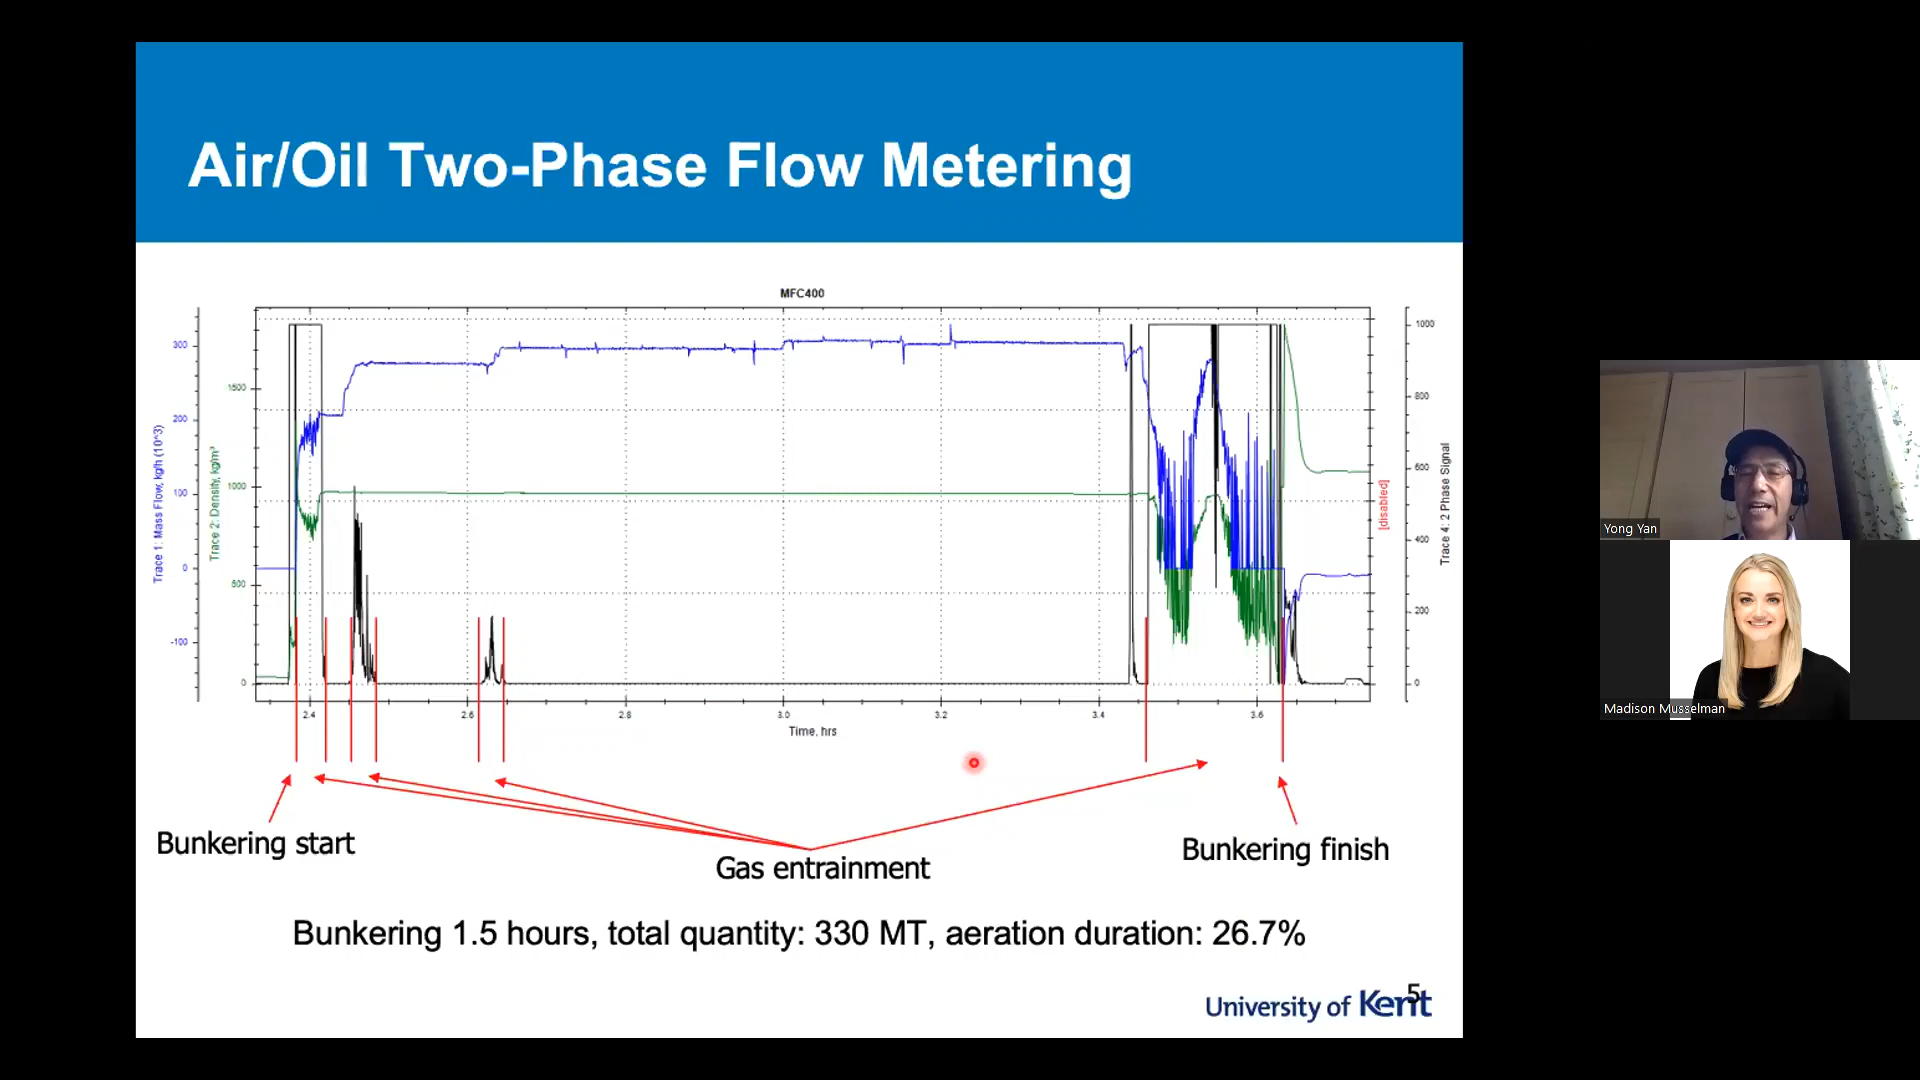 Air/Oil Two-Phase Flow Metering
MFC400
Trace 1: Mass Flow, kg/h (10^3)
300
200
100
0
-100
Trace 2: Density, kg/m³
1500
1000
500
0
[disabled]
Trace 4: 2 Phase Signal
1000
800
600
400
200
0
2.4 2.6 2.8 3.0 3.2 3.4 3.6
Time, hrs
Bunkering start
Gas entrainment
Bunkering finish
Bunkering 1.5 hours, total quantity: 330 MT, aeration duration: 26.7%
University of Kent
5
Yong Yan
Madison Musselman